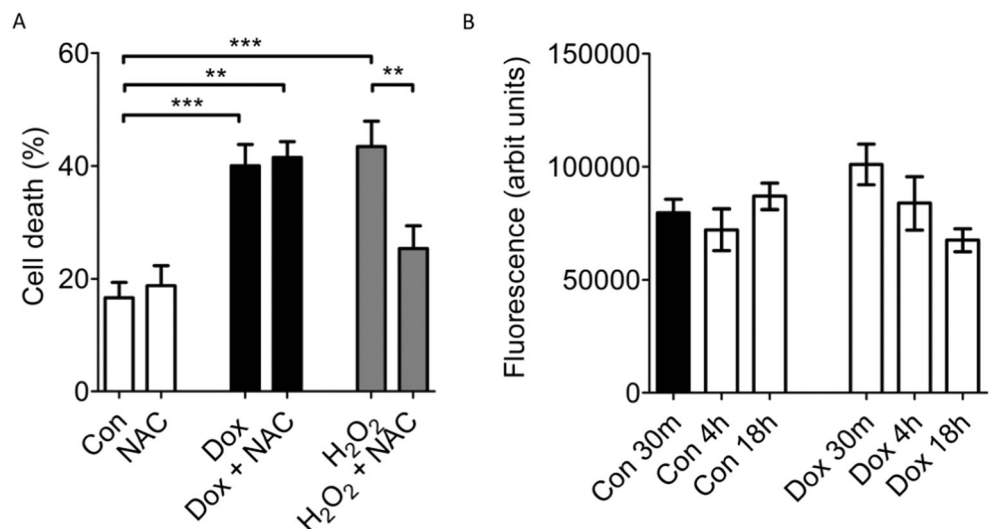 A
Cell death (%)
60
40
20
0
***
**
***
**
Con
NAC
Dox
Dox + NAC
H₂O₂
H₂O₂ + NAC
B
Fluorescence (arbit units)
150000
100000
50000
0
Con 30m
Con 4h
Con 18h
Dox 30m
Dox 4h
Dox 18h